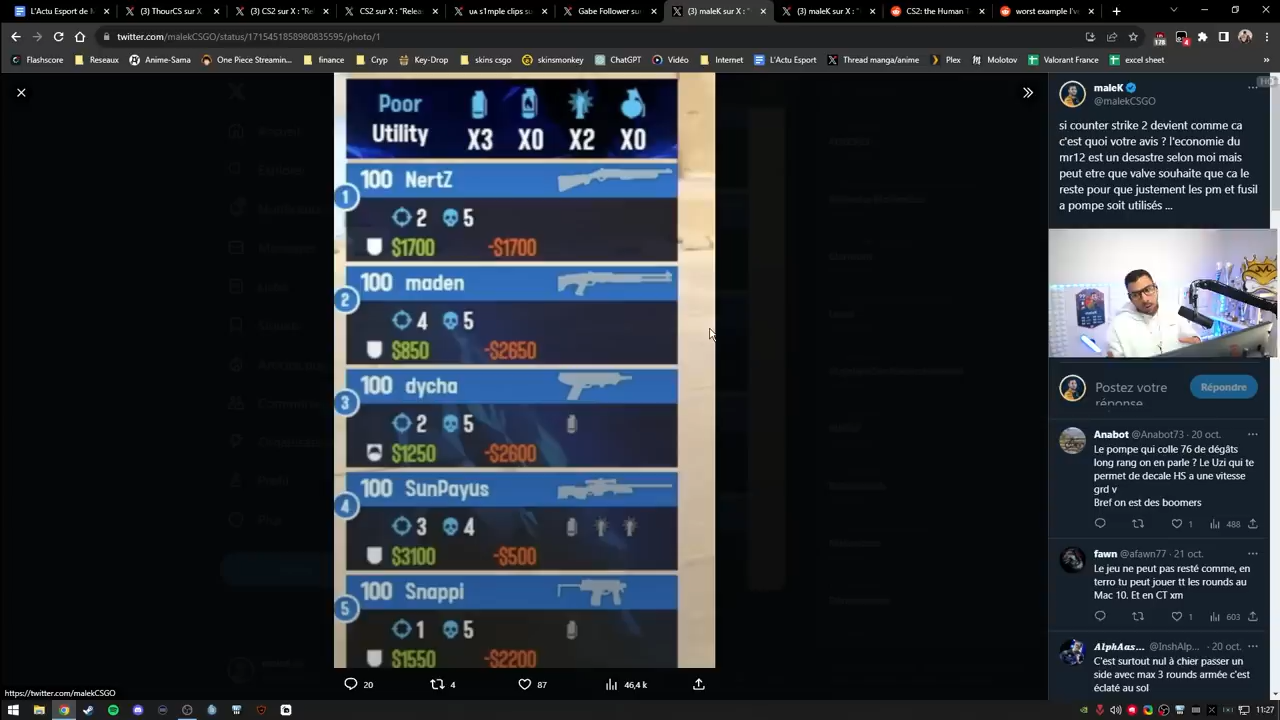 L'Actu Esport de M
(3) ThourCS sur X
(3) CS2 sur X : "Re
CS2 sur X : "Relea
ua s1mple clips su
Gabe Follower su
(3) maleK sur X : "
(3) maleK sur X : "
CS2: the Human T
worst example I'v
twitter.com/malekCSGO/status/1715451858980835595/photo/1
Flashscore
Reseaux
Anime-Sama
One Piece Streamin...
finance
Cryp
Key-Drop
skins csgo
skinsmonkey
ChatGPT
L'Actu Esport
Thread manga/anime
Plex
Vidéo
Internet
Molotov
Valorant France
excel sheet
Poor
Utility
X3 X0 X2 X0
1
100 NertZ
2 5
$1700 -$1700
2
100 maden
4 5
$850 -$2650
3
100 dycha
2 5
$1250 -$2600
4
100 SunPayus
3 4
$3100 -$500
5
100 Snappi
1 5
$1550 -$2200
20
4
87
46,4 k
maleK
@malekCSGO
si counter strike 2 devient comme ca
c'est quoi votre avis ? l'economie du
mr12 est un desastre selon moi mais
peut etre que valve souhaite que ca le
reste pour que justement les pm et fusil
a pompe soit utilisés ...
Postez votre
réponse
Répondre
Anabot @Anabot73 · 20 oct.
Le pompe qui colle 76 de dégâts
long rang on en parle ? Le Uzi qui te
permet de decale HS a une vitesse
grd v
Bref on est des boomers
1
488
fawn @afawn77 · 21 oct.
Le jeu ne peut pas resté comme, en
terro tu peut jouer tt les rounds au
Mac 10. Et en CT xm
1
603
AlphAas... @InshAlp... · 20 oct.
C'est surtout nul à chier passer un
side avec max 3 rounds armée c'est
éclaté au sol
https://twitter.com/malekCSGO
11:27